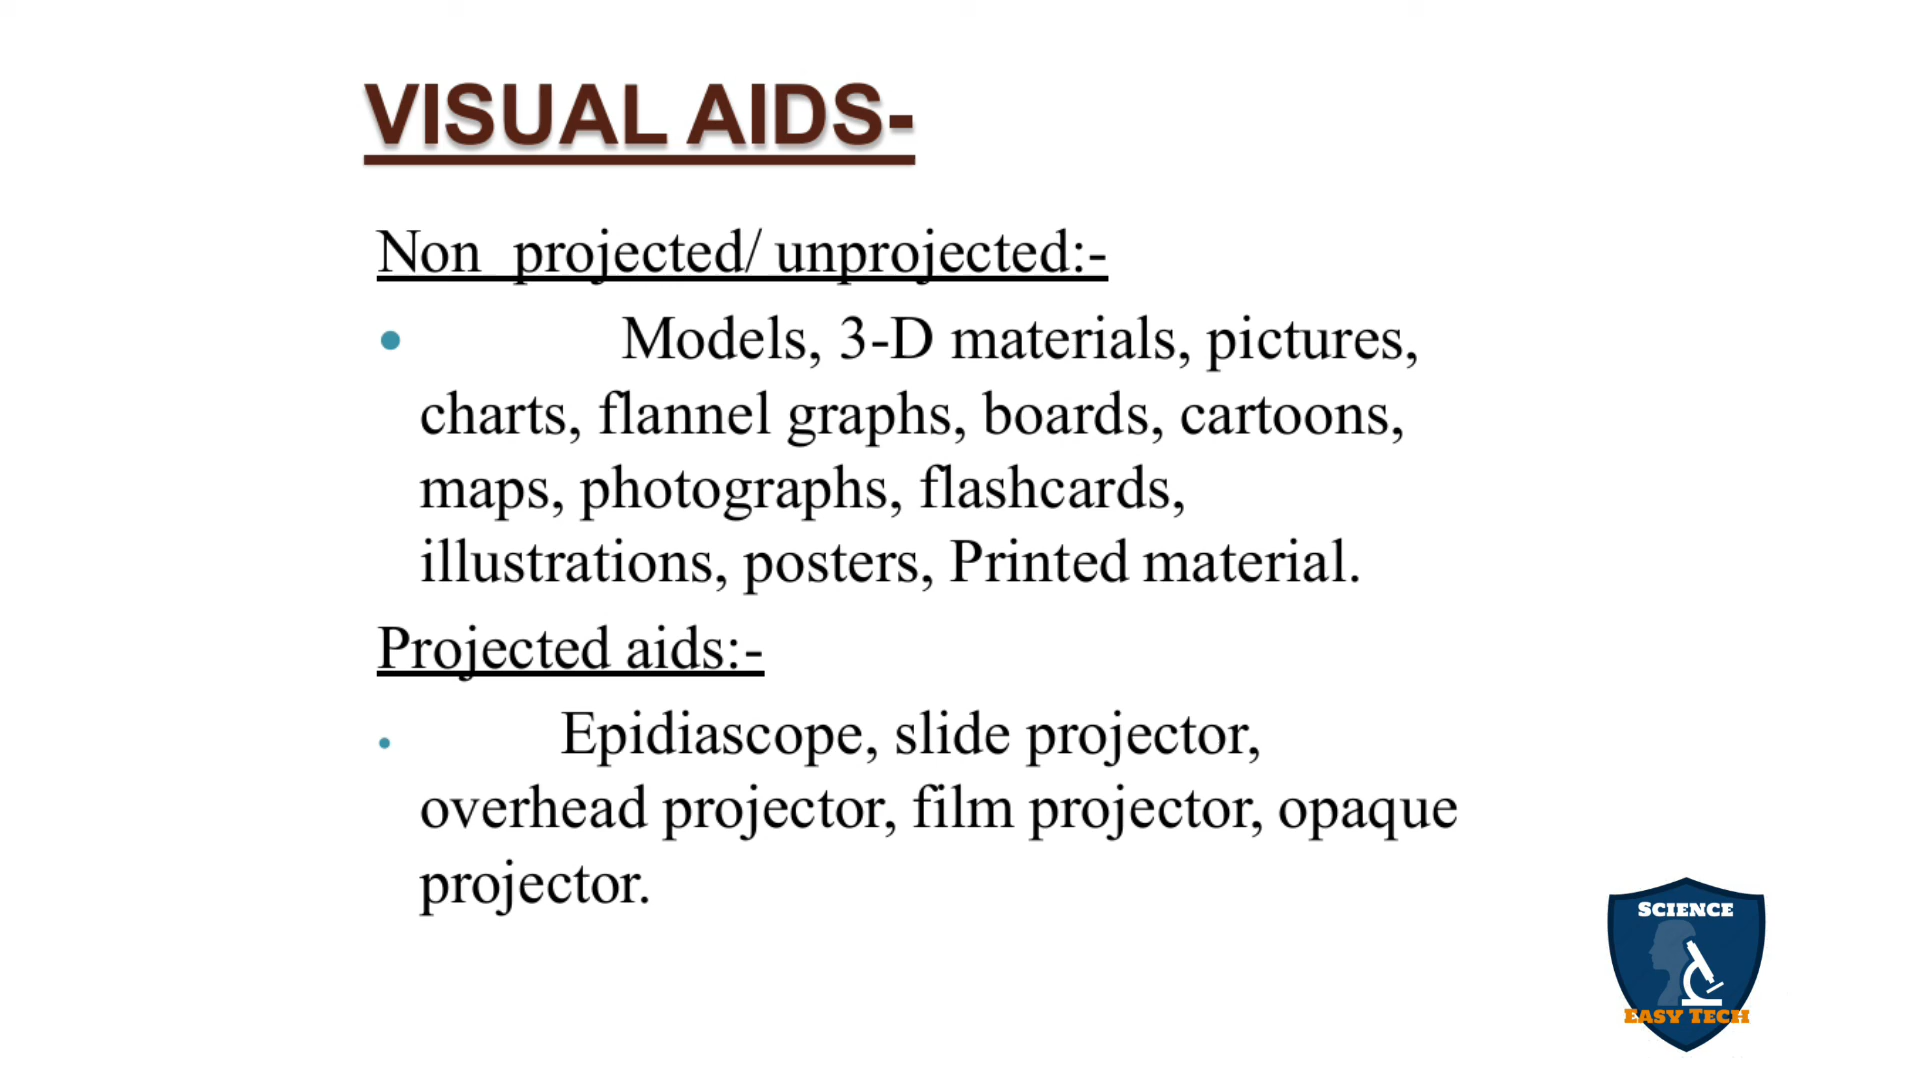 VISUAL AIDS-
Non projected/ unprojected:-
• Models, 3-D materials, pictures,
charts, flannel graphs, boards, cartoons,
maps, photographs, flashcards,
illustrations, posters, Printed material.
Projected aids:-
• Epidiascope, slide projector,
overhead projector, film projector, opaque
projector.
SCIENCE
EASY TECH